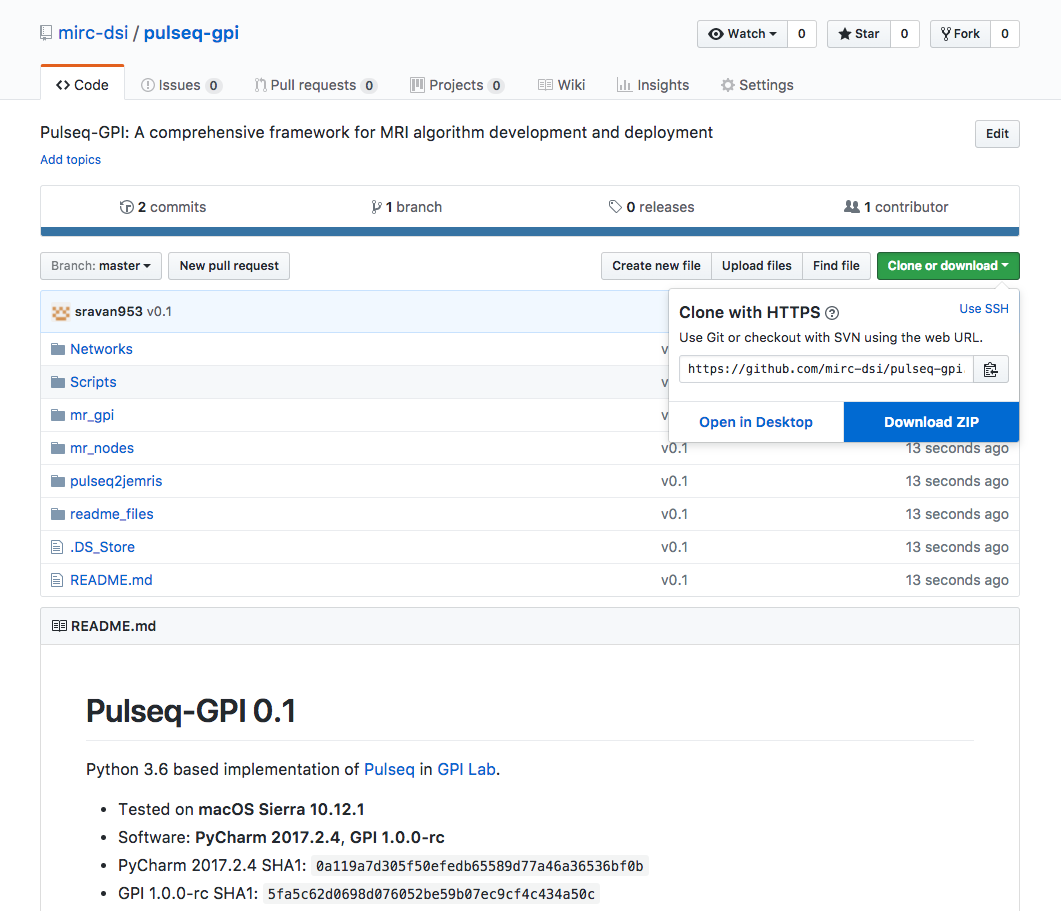 mirc-dsi / pulseq-gpi
Watch 0 Star 0 Fork 0
Code Issues 0 Pull requests 0 Projects 0 Wiki Insights Settings
Pulseq-GPI: A comprehensive framework for MRI algorithm development and deployment Edit
Add topics
2 commits 1 branch 0 releases 1 contributor
Branch: master New pull request Create new file Upload files Find file Clone or download
sravan953 v0.1
Clone with HTTPS Use SSH
Use Git or checkout with SVN using the web URL.
https://github.com/mirc-dsi/pulseq-gpi
Open in Desktop Download ZIP
Networks v
Scripts v
mr_gpi v
mr_nodes v0.1 13 seconds ago
pulseq2jemris v0.1 13 seconds ago
readme_files v0.1 13 seconds ago
.DS_Store v0.1 13 seconds ago
README.md v0.1 13 seconds ago
README.md
Pulseq-GPI 0.1
Python 3.6 based implementation of Pulseq in GPI Lab.
• Tested on macOS Sierra 10.12.1
• Software: PyCharm 2017.2.4, GPI 1.0.0-rc
• PyCharm 2017.2.4 SHA1: 0a119a7d305f50efedb65589d77a46a36536bf0b
• GPI 1.0.0-rc SHA1: 5fa5c62d0698d076052be59b07ec9cf4c434a50c